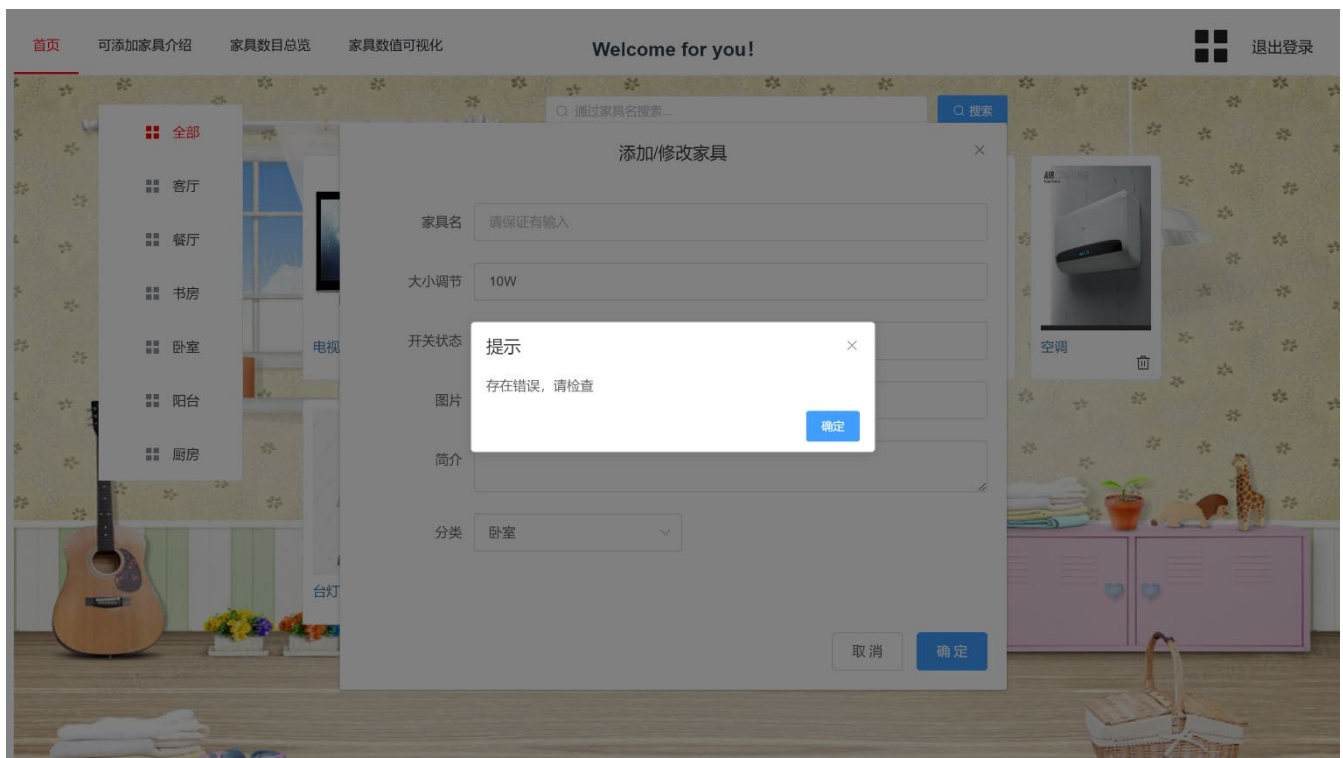 首页 可添加家具介绍 家具数目总览 家具数值可视化 Welcome for you! 退出登录
通过家具名搜索... 搜索
全部
客厅
餐厅
书房
卧室
阳台
厨房
添加/修改家具
家具名 请保证有输入
大小调节 10W
开关状态
图片
简介
分类 卧室
取消 确定
提示
存在错误，请检查
确定
电视
空调
台灯
AIR